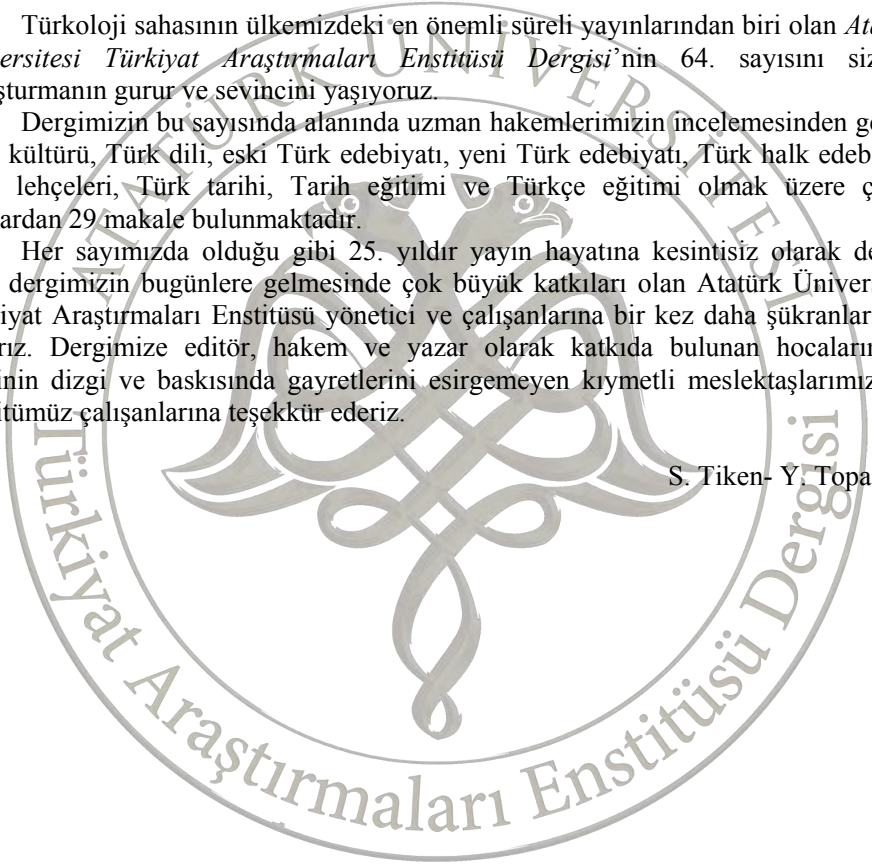 Türkoloji sahasının ülkemizdeki en önemli süreli yayınlarından biri olan Ata
ersitesi Türkiyat Araştırmaları Enstitüsü Dergisi'nin 64. sayısını siz
şturmanın gurur ve sevincini yaşıyoruz.
Dergimizin bu sayısında alanında uzman hakemlerimizin incelemesinden ge
kültürü, Türk dili, eski Türk edebiyatı, yeni Türk edebiyatı, Türk halk edeb
lehçeleri, Türk tarihi, Tarih eğitimi ve Türkçe eğitimi olmak üzere ç
ardan 29 makale bulunmaktadır.
Her sayımızda olduğu gibi 25. yıldır yayın hayatına kesintisiz olarak de
dergimizin bugünlere gelmesinde çok büyük katkıları olan Atatürk Ünivers
iyat Araştırmaları Enstitüsü yönetici ve çalışanlarına bir kez daha şükranlar
rız. Dergimize editör, hakem ve yazar olarak katkıda bulunan hocaların
inin dizgi ve baskısında gayretlerini esirgemeyen kıymetli meslektaşlarımız
itümüz çalışanlarına teşekkür ederiz.
S. Tiken- Y. Topa
ATATÜRK ÜNİVERSİTESİ
Türkiyat Araştırmaları Enstitüsü Dergisi